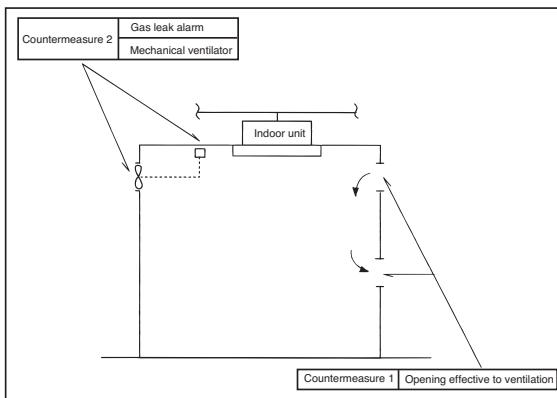 Countermeasure 2
Gas leak alarm
Mechanical ventilator
Indoor unit
Countermeasure 1
Opening effective to ventilation